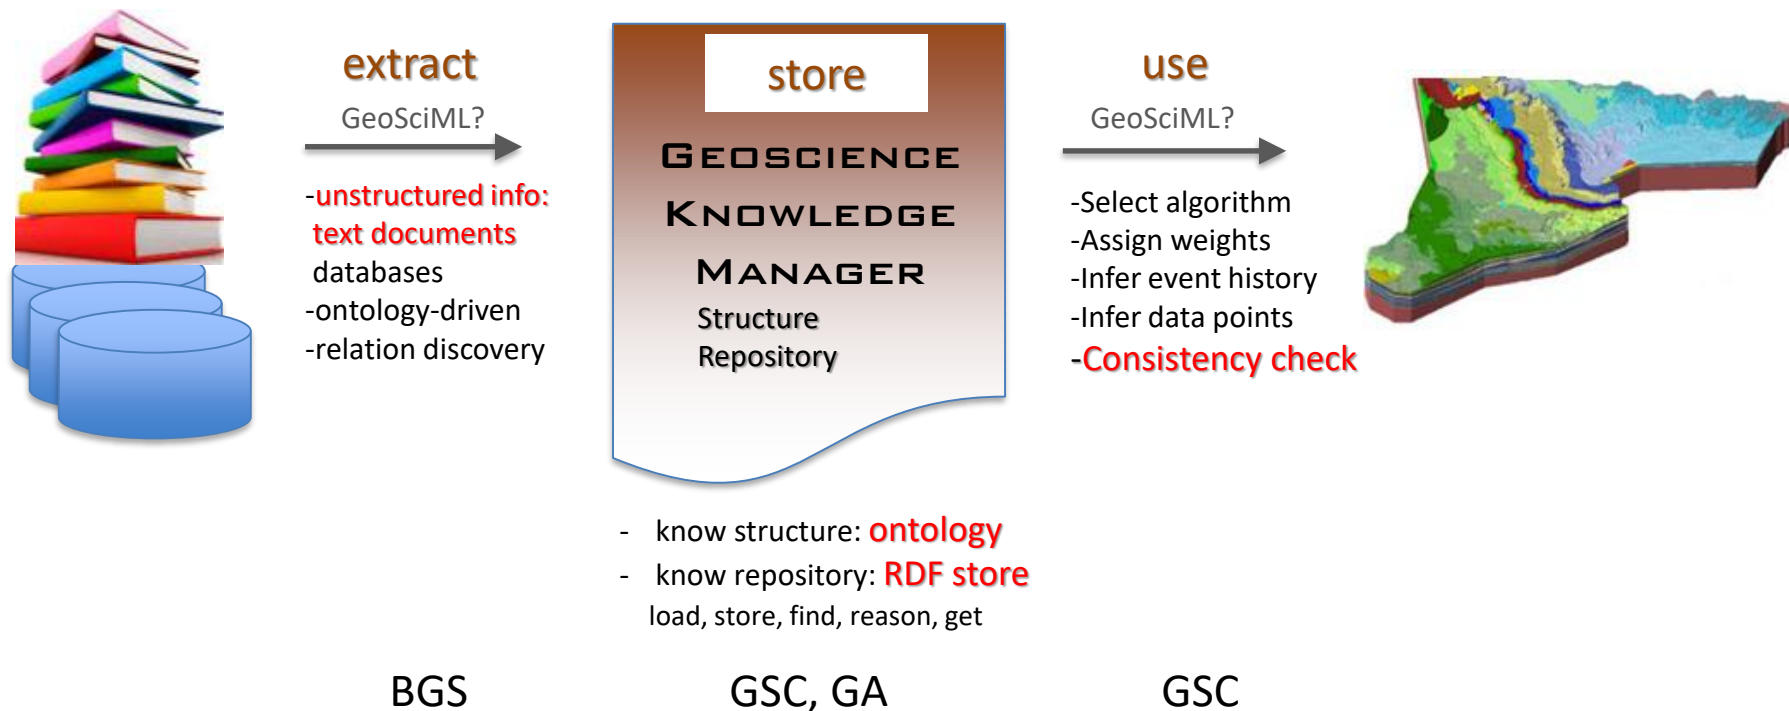 extract
GeoSciML?
-unstructured info:
text documents
databases
-ontology-driven
-relation discovery
store
GEOSCIENCE
KNOWLEDGE
MANAGER
Structure
Repository
- know structure: ontology
- know repository: RDF store
load, store, find, reason, get
use
GeoSciML?
-Select algorithm
-Assign weights
-Infer event history
-Infer data points
-Consistency check
BGS
GSC, GA
GSC